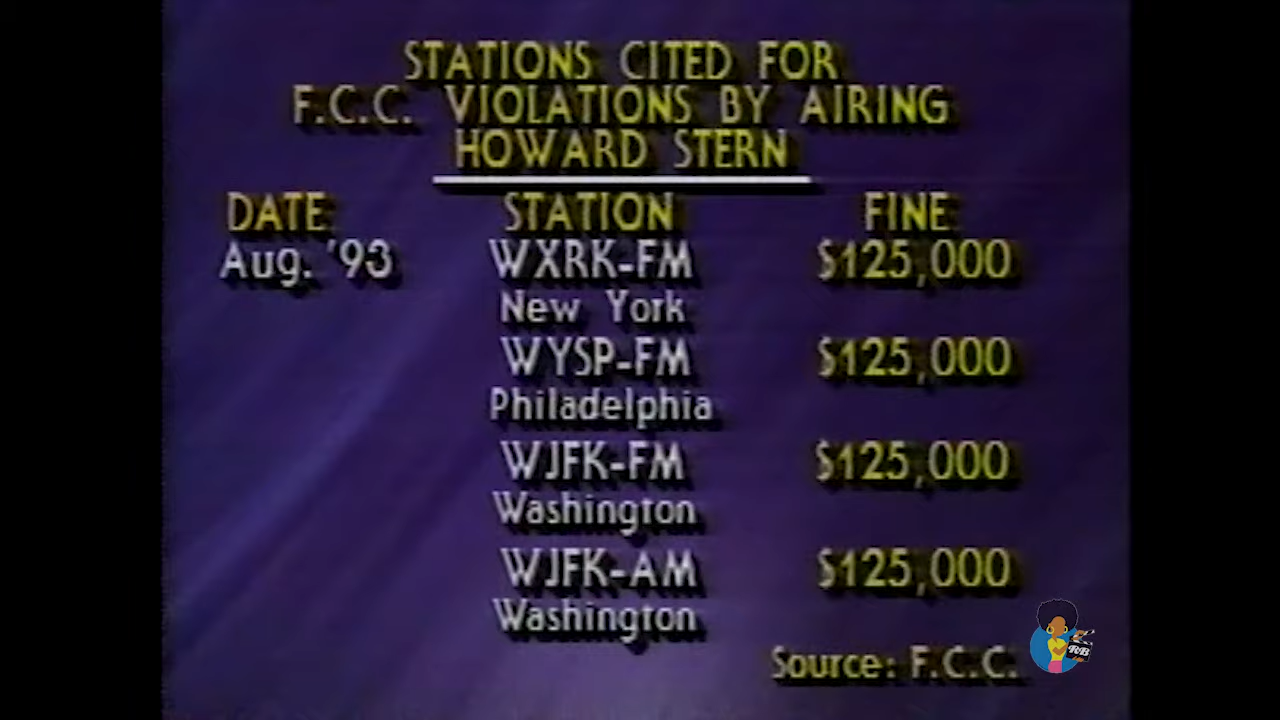 STATIONS CITED FOR
F.C.C. VIOLATIONS BY AIRING
HOWARD STERN
DATE STATION FINE
Aug. '93 WXRK-FM $125,000
New York
WYSP-FM $125,000
Philadelphia
WJFK-FM $125,000
Washington
WJFK-AM $125,000
Washington
Source: F.C.C.
RB